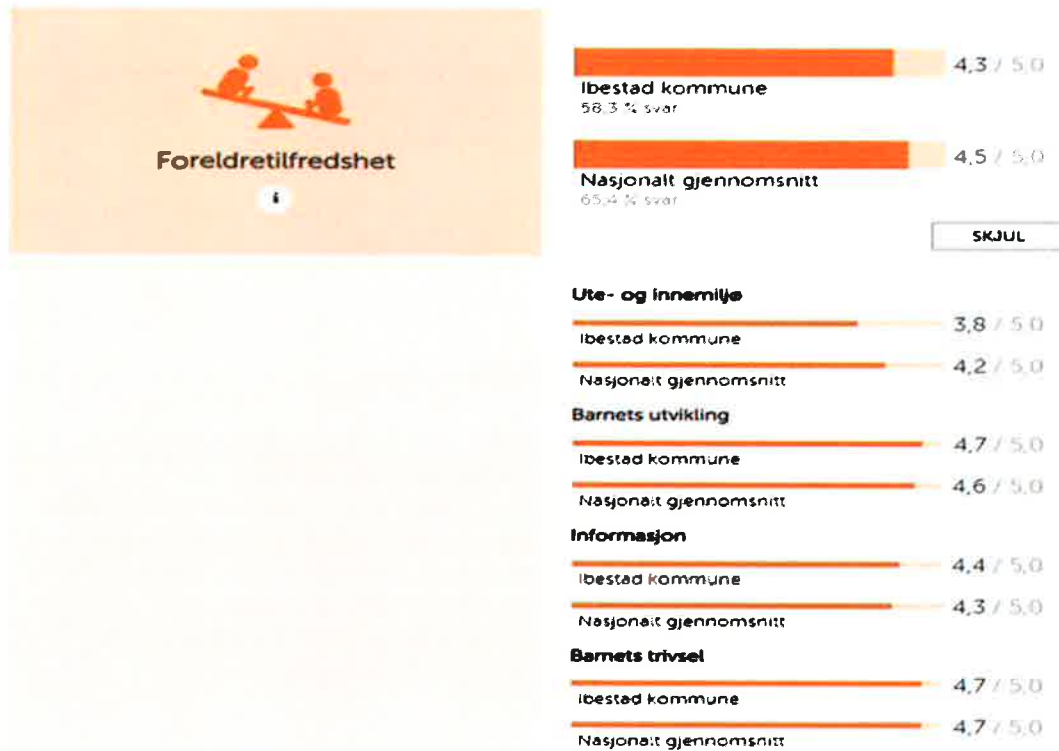 Foreldretilfredshet
i
4,3 / 5,0
Ibestad kommune
58,3 % svar
4,5 / 5,0
Nasjonalt gjennomsnitt
65,4 % svar
SKJUL
Ute- og innemiljø
3,8 / 5,0
Ibestad kommune
4,2 / 5,0
Nasjonalt gjennomsnitt
Barnets utvikling
4,7 / 5,0
Ibestad kommune
4,6 / 5,0
Nasjonalt gjennomsnitt
Informasjon
4,4 / 5,0
Ibestad kommune
4,3 / 5,0
Nasjonalt gjennomsnitt
Barnets trivsel
4,7 / 5,0
Ibestad kommune
4,7 / 5,0
Nasjonalt gjennomsnitt